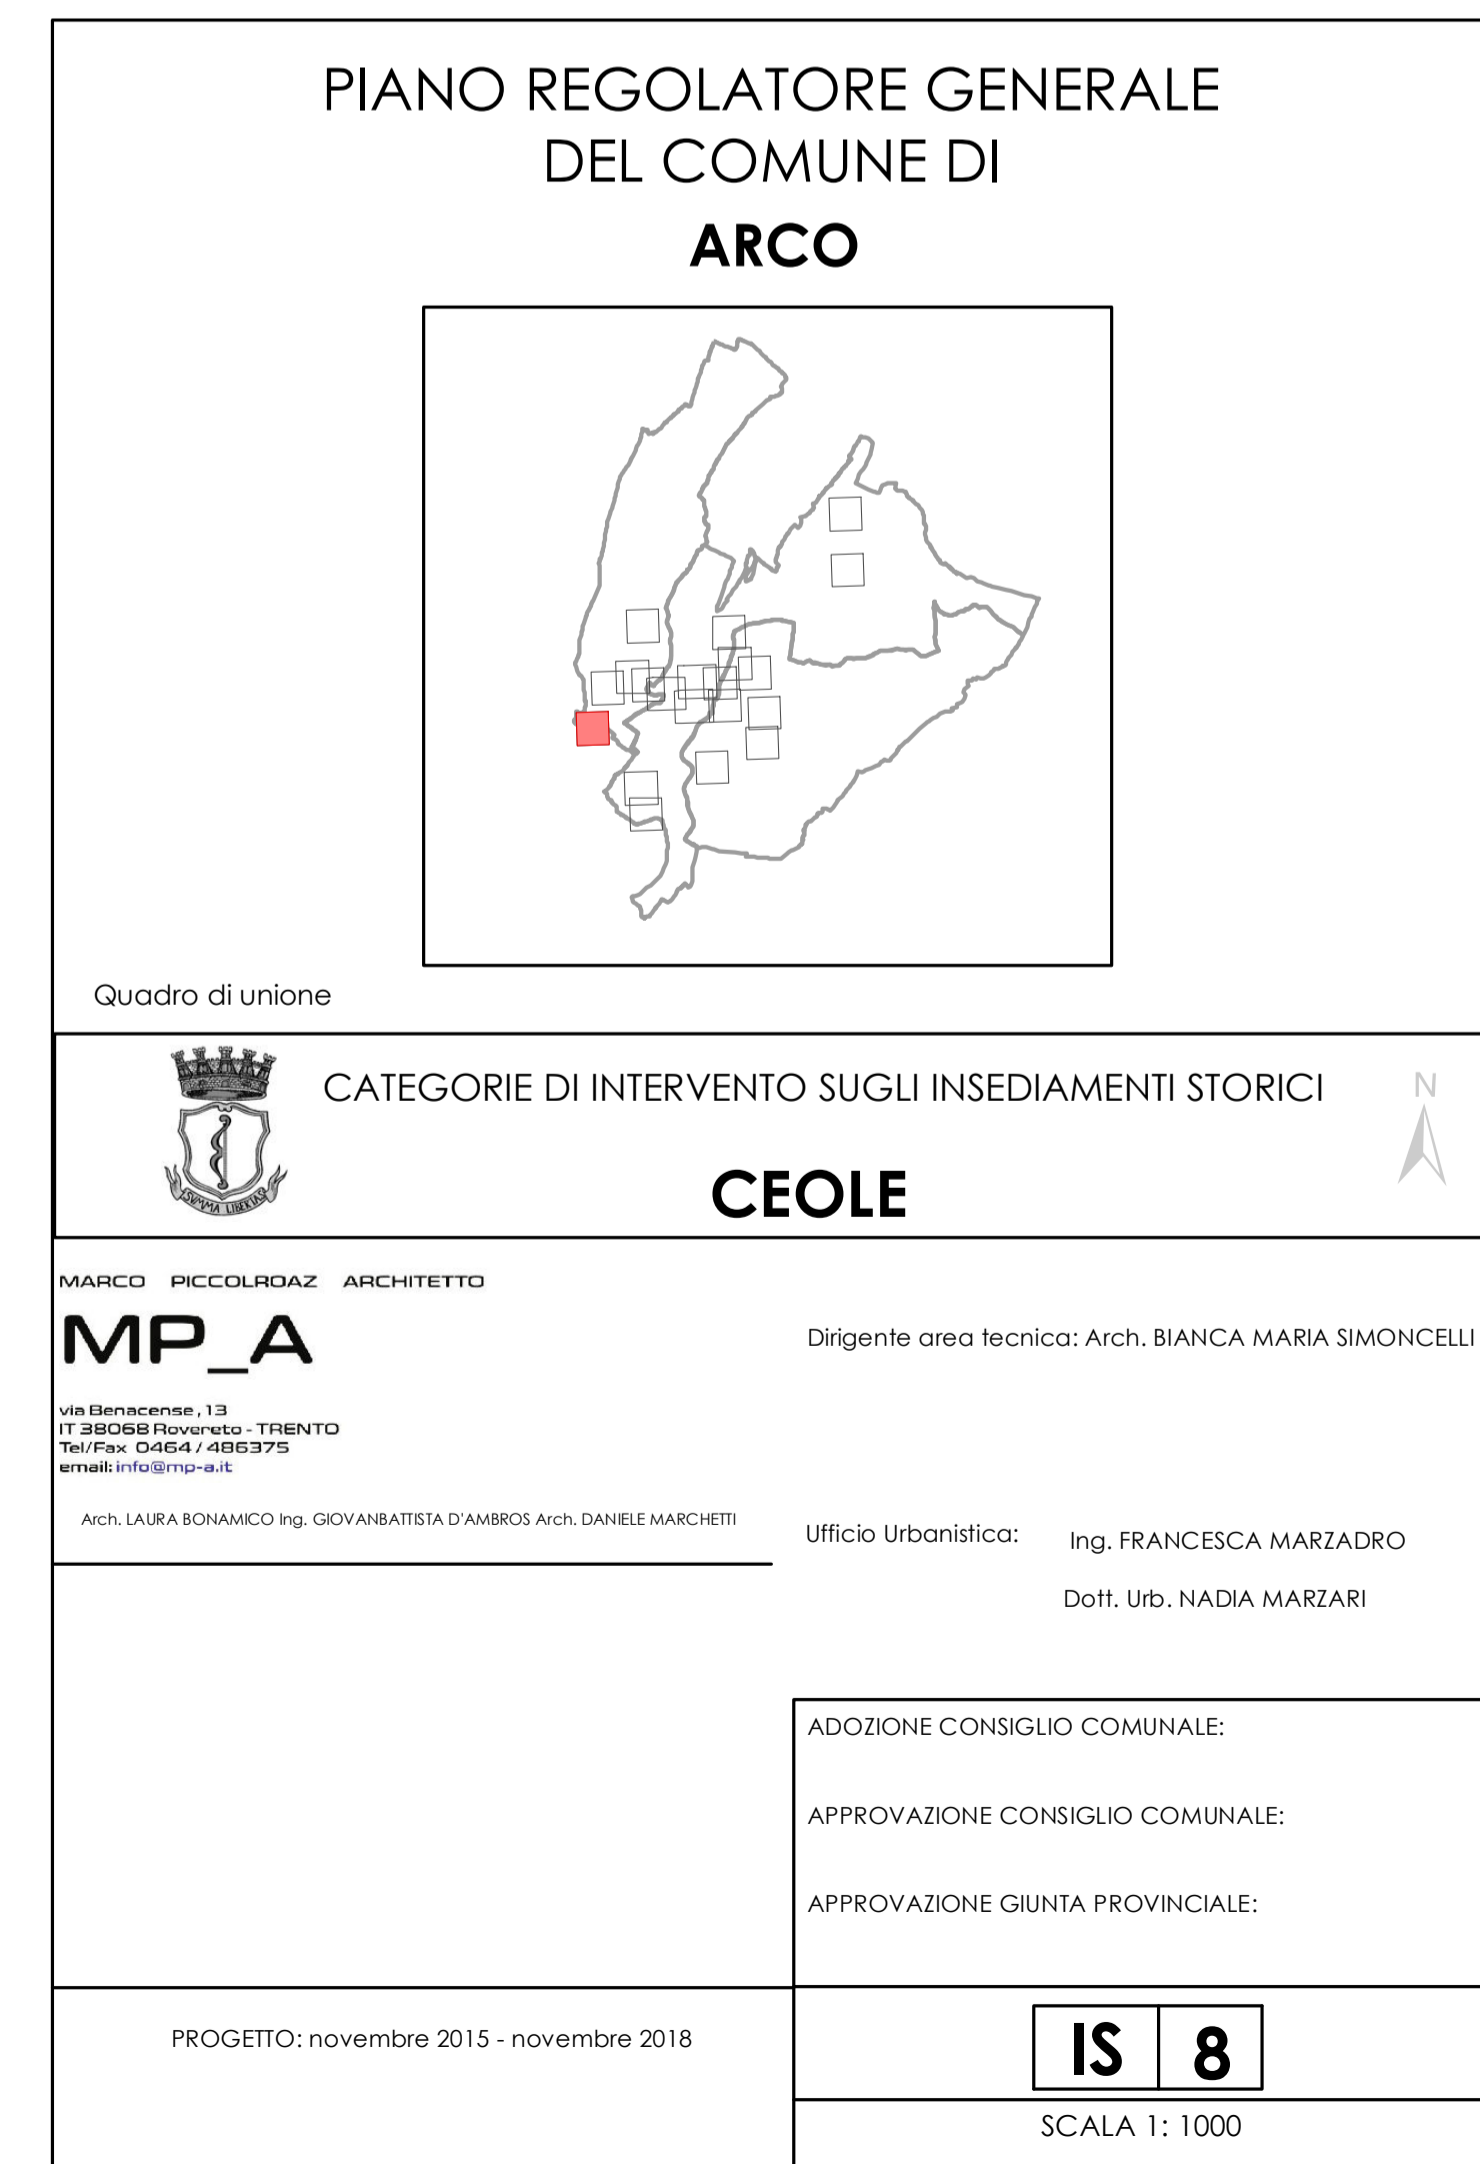 PIANO REGOLATORE GENERALE
DEL COMUNE DI
ARCO
Quadro di unione
SVMMA LIBERTAS
CATEGORIE DI INTERVENTO SUGLI INSEDIAMENTI STORICI
N
CEOLE
MARCO PICCOLROAZ ARCHITETTO
MP_A
via Benacense, 13
IT 38068 Rovereto - TRENTO
Tel/Fax 0464 / 486375
email: info@mp-a.it
Arch. LAURA BONAMICO Ing. GIOVANBATTISTA D'AMBROS Arch. DANIELE MARCHETTI
Dirigente area tecnica: Arch. BIANCA MARIA SIMONCELLI
Ufficio Urbanistica: Ing. FRANCESCA MARZADRO
Dott. Urb. NADIA MARZARI
ADOZIONE CONSIGLIO COMUNALE:
APPROVAZIONE CONSIGLIO COMUNALE:
APPROVAZIONE GIUNTA PROVINCIALE:
PROGETTO: novembre 2015 - novembre 2018
IS 8
SCALA 1: 1000